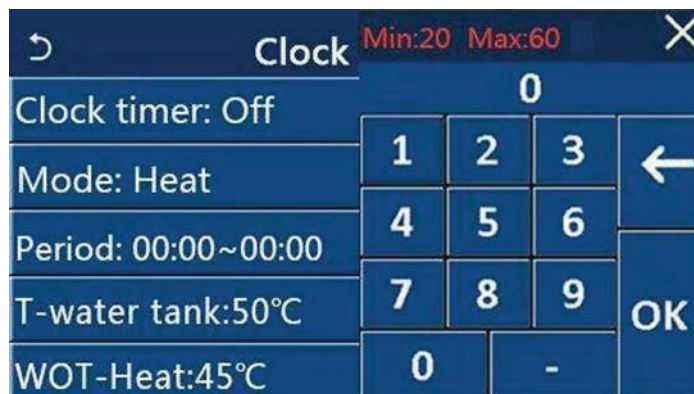 Clock
Clock timer: Off
Mode: Heat
Period: 00:00~00:00
T-water tank:50℃
WOT-Heat:45℃
Min:20 Max:60
0
1 2 3
4 5 6
7 8 9
OK
0 -